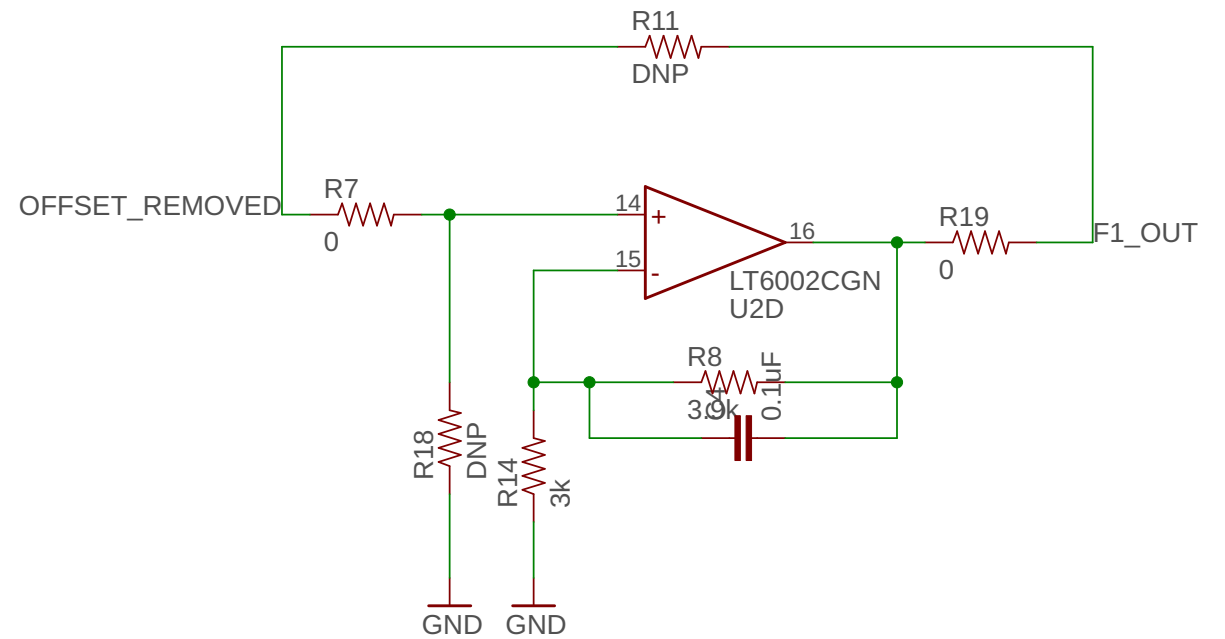 R11
DNP
OFFSET_REMOVED
R7
0
14
+
15
-
16
LT6002CGN
U2D
R19
0
F1_OUT
R8
3.9k
C4
0.1uF
R18
DNP
R14
3k
GND
GND